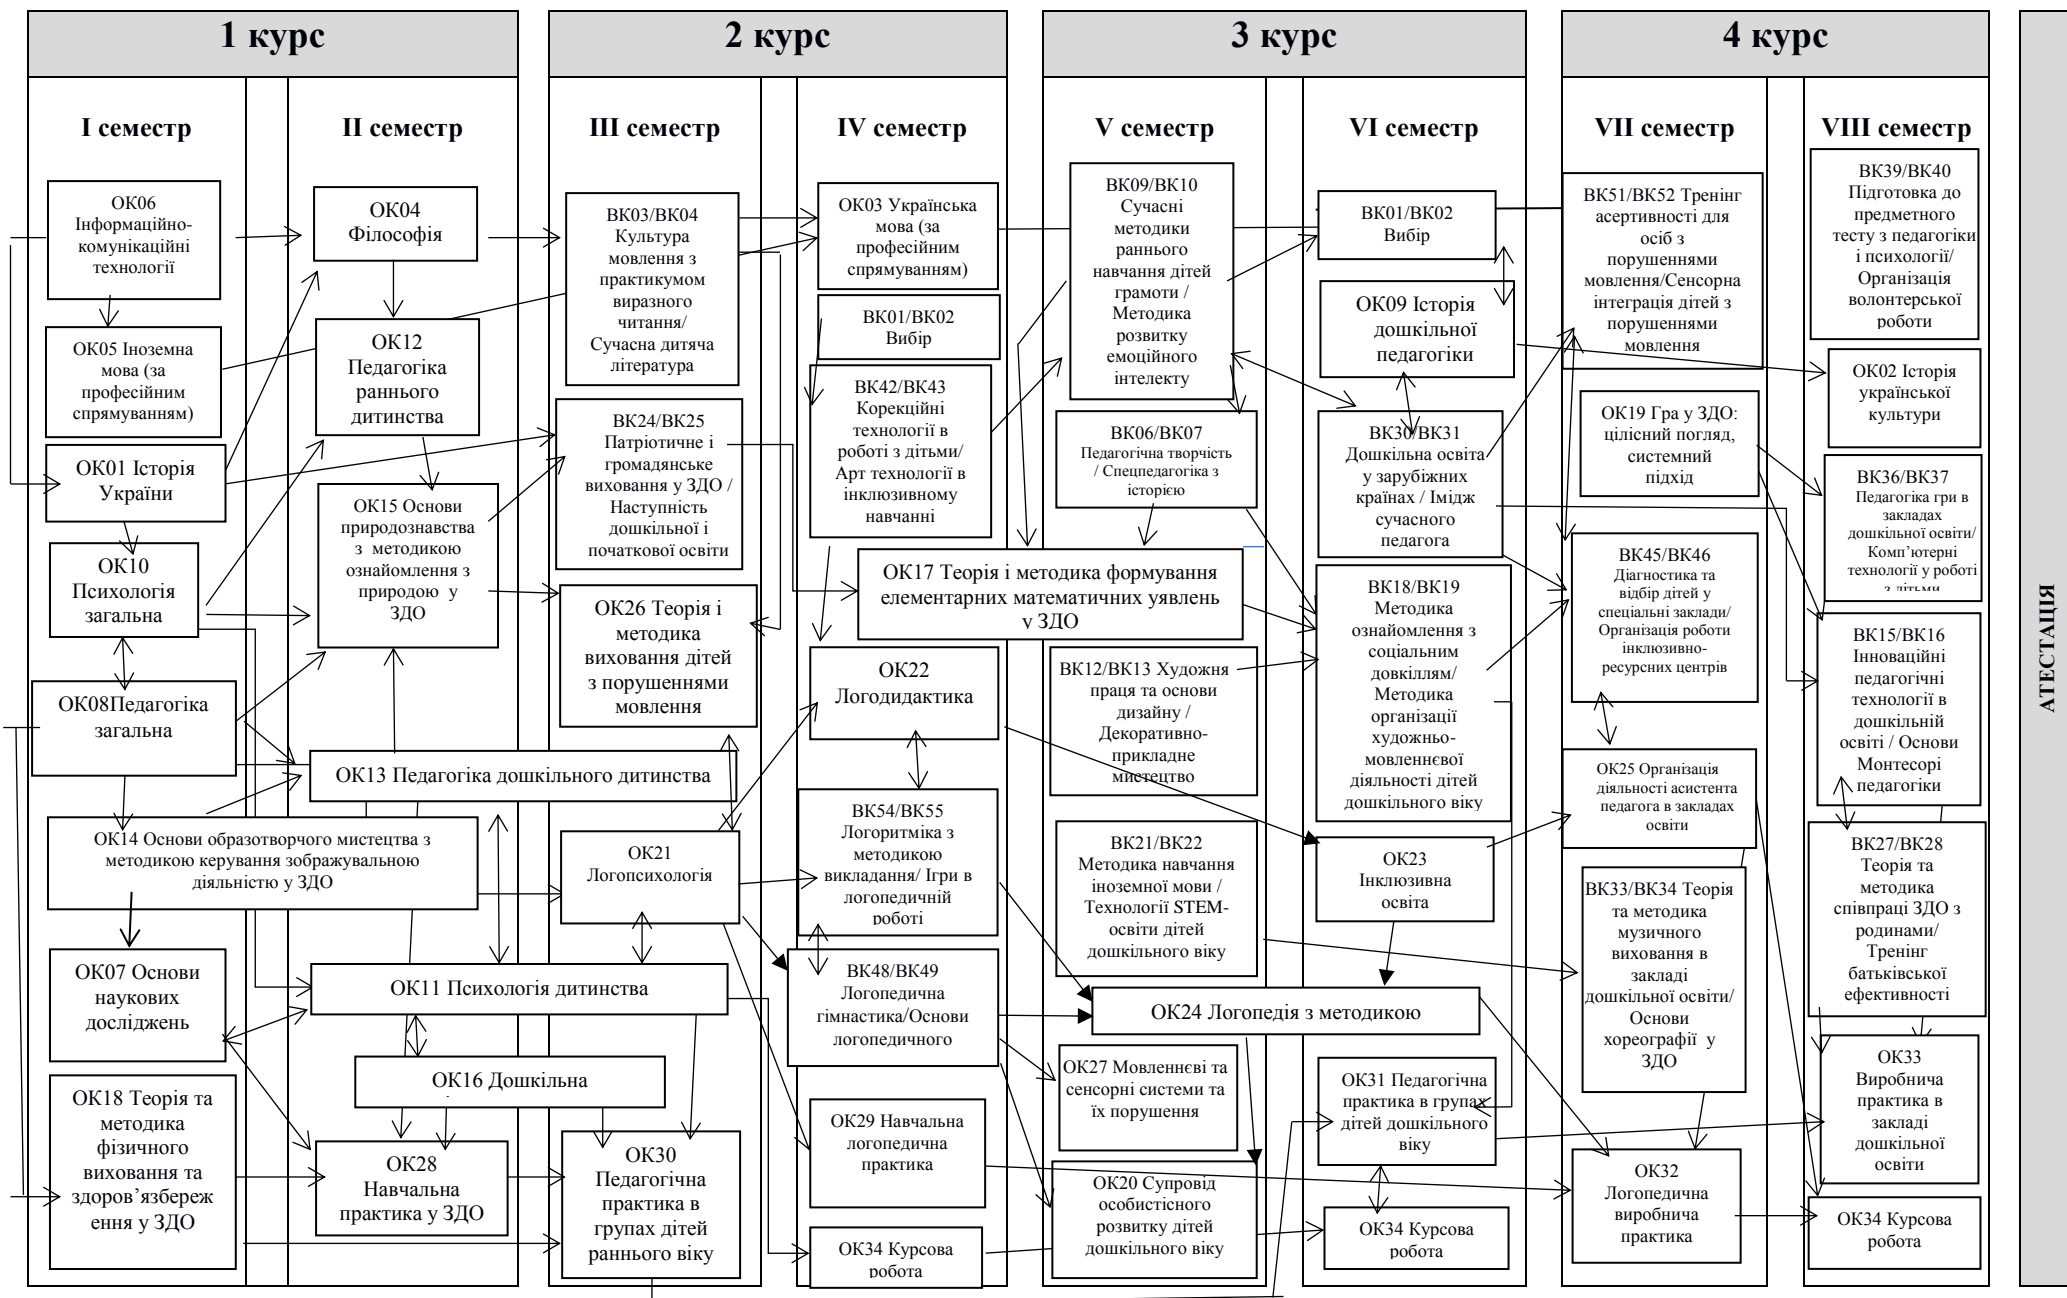 1 курс
2 курс
3 курс
4 курс
І семестр
ІІ семестр
ІІІ семестр
IV семестр
V семестр
VI семестр
VII семестр
VIII семестр
ОК06
Інформаційно-
комунікаційні
технології
ОК05 Іноземна
мова (за
професійним
спрямуванням)
ОК01 Історія
України
ОК10
Психологія
загальна
ОК08Педагогіка
загальна
ОК14 Основи образотворчого мистецтва з
методикою керування зображувальною
діяльністю у ЗДО
ОК07 Основи
наукових
досліджень
ОК18 Теорія та
методика
фізичного
виховання та
здоров’язбереж
ення у ЗДО
ОК04
Філософія
ОК12
Педагогіка
раннього
дитинства
ОК15 Основи
природознавства
з методикою
ознайомлення з
природою у
ЗДО
ОК13 Педагогіка дошкільного дитинства
ОК11 Психологія дитинства
ОК16 Дошкільна
ОК28
Навчальна
практика у ЗДО
ВК03/ВК04
Культура
мовлення з
практикумом
виразного
читання/
Сучасна дитяча
література
ВК24/ВК25
Патріотичне і
громадянське
виховання у ЗДО /
Наступність
дошкільної і
початкової освіти
ОК26 Теорія і
методика
виховання дітей
з порушеннями
мовлення
ОК21
Логопсихологія
ОК30
Педагогічна
практика в
групах дітей
раннього віку
ОК03 Українська
мова (за
професійним
спрямуванням)
ВК01/ВК02
Вибір
ВК42/ВК43
Корекційні
технології в
роботі з дітьми/
Арт технології в
інклюзивному
навчанні
ОК17 Теорія і методика формування
елементарних математичних уявлень
у ЗДО
ОК22
Логодидактика
ВК54/ВК55
Логоритміка з
методикою
викладання/ Ігри в
логопедичній
роботі
ВК48/ВК49
Логопедична
гімнастика/Основи
логопедичного
ОК29 Навчальна
логопедична
практика
ОК34 Курсова
робота
ВК09/ВК10
Сучасні
методики
раннього
навчання дітей
грамоти /
Методика
розвитку
емоційного
інтелекту
ВК06/ВК07
Педагогічна творчість
/ Спецпедагогіка з
історією
ВК12/ВК13 Художня
праця та основи
дизайну /
Декоративно-
прикладне
мистецтво
ВК21/ВК22
Методика навчання
іноземної мови /
Технології STEM-
освіти дітей
дошкільного віку
ОК24 Логопедія з методикою
ОК27 Мовленнєві та
сенсорні системи та
їх порушення
ОК20 Супровід
особистісного
розвитку дітей
дошкільного віку
ВК01/ВК02
Вибір
ОК09 Історія
дошкільної
педагогіки
ВК30/ВК31
Дошкільна освіта
у зарубіжних
країнах / Імідж
сучасного
педагога
ВК18/ВК19
Методика
ознайомлення з
соціальним
довкіллям/
Методика
організації
художньо-
мовленнєвої
діяльності дітей
дошкільного віку
ОК23
Інклюзивна
освіта
ОК31 Педагогічна
практика в групах
дітей дошкільного
віку
ОК34 Курсова
робота
ВК51/ВК52 Тренінг
асертивності для
осіб з
порушеннями
мовлення/Сенсорна
інтеграція дітей з
порушеннями
мовлення
ОК19 Гра у ЗДО:
цілісний погляд,
системний
підхід
ВК45/ВК46
Діагностика та
відбір дітей у
спеціальні заклади/
Організація роботи
інклюзивно-
ресурсних центрів
ОК25 Організація
діяльності асистента
педагога в закладах
освіти
ВК33/ВК34 Теорія
та методика
музичного
виховання в
закладі
дошкільної освіти/
Основи
хореографії у
ЗДО
ОК32
Логопедична
виробнича
практика
ВК39/ВК40
Підготовка до
предметного
тесту з педагогіки
і психології/
Організація
волонтерської
роботи
ОК02 Історія
української
культури
ВК36/ВК37
Педагогіка гри в
закладах
дошкільної освіти/
Комп’ютерні
технології у роботі
з дітьми
ВК15/ВК16
Інноваційні
педагогічні
технології в
дошкільній
освіті / Основи
Монтесорі
педагогіки
ВК27/ВК28
Теорія та
методика
співпраці ЗДО з
родинами/
Тренінг
батьківської
ефективності
ОК33
Виробнича
практика в
закладі
дошкільної
освіти
ОК34 Курсова
робота
АТЕСТАЦІЯ